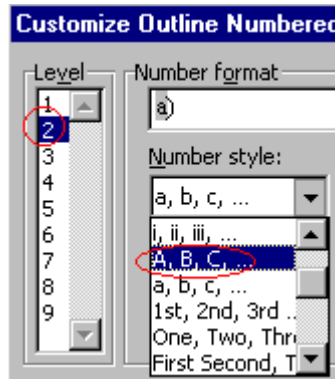 Customize Outline Numbered
Level
1
2
3
4
5
6
7
8
9
Number format
a)
Number style:
a, b, c, ...
i, ii, iii, ...
A, B, C, ...
a, b, c, ...
1st, 2nd, 3rd ..
One, Two, Thr
First Second, T